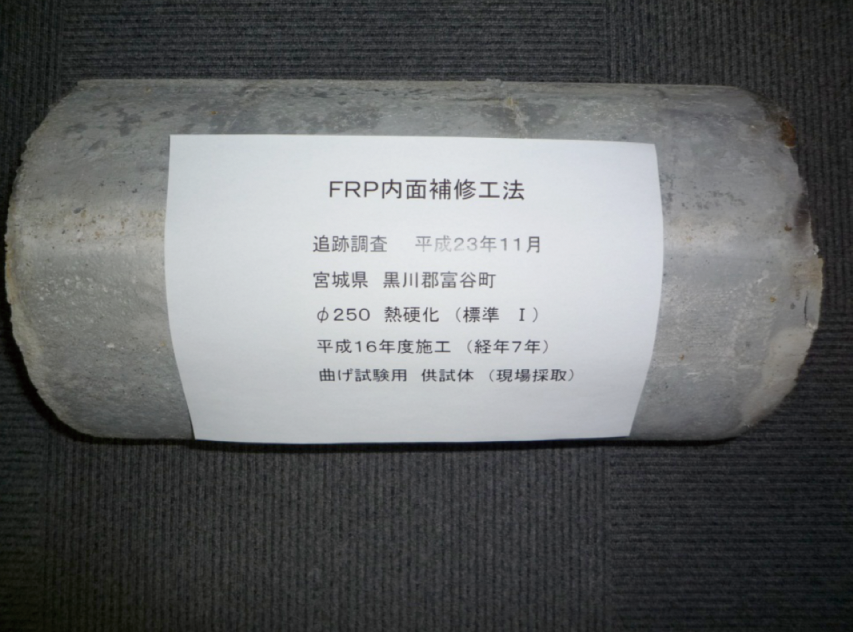 FRP内面補修工法
追跡調査　平成23年11月
宮城県 黒川郡富谷町
φ250 熱硬化 （標準 Ⅰ）
平成16年度施工 （経年7年）
曲げ試験用 供試体 （現場採取）